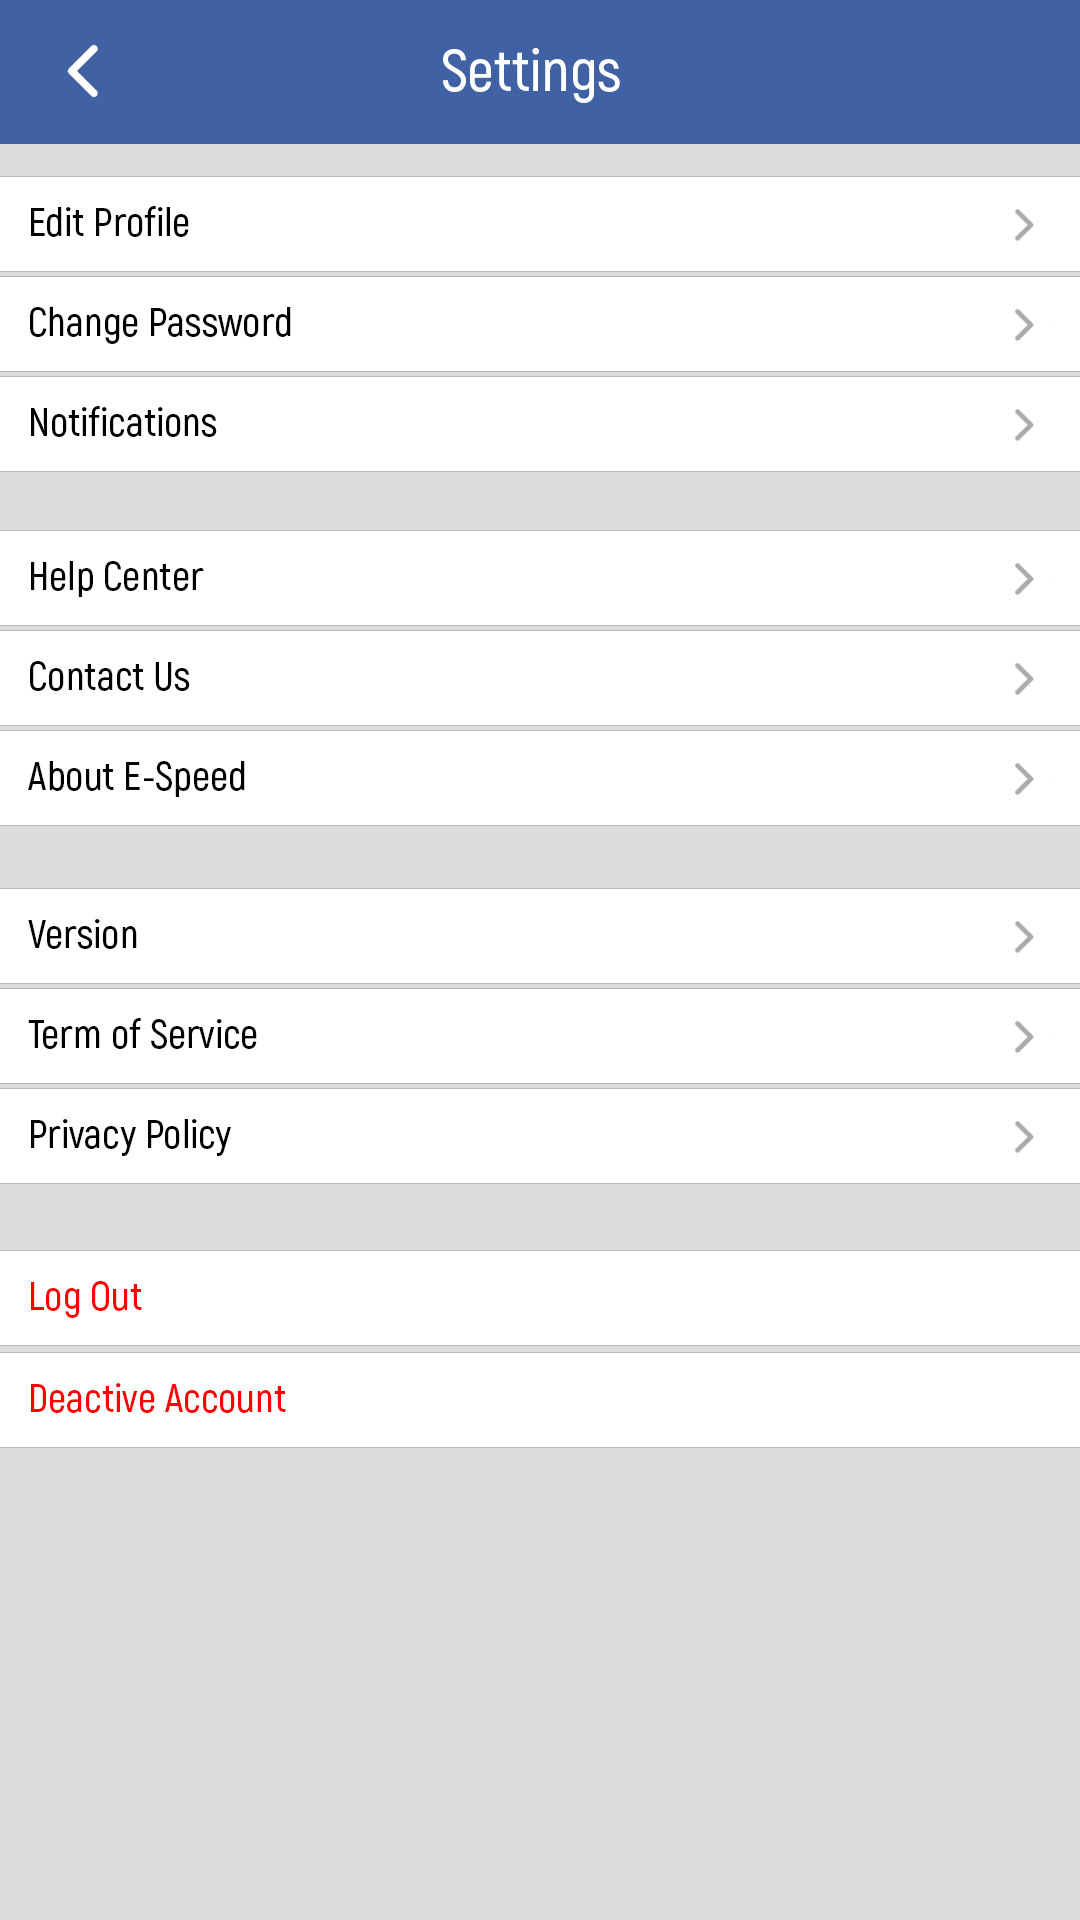 Settings
Edit Profile
Change Password
Notifications
Help Center
Contact Us
About E-Speed
Version
Term of Service
Privacy Policy
Log Out
Deactive Account